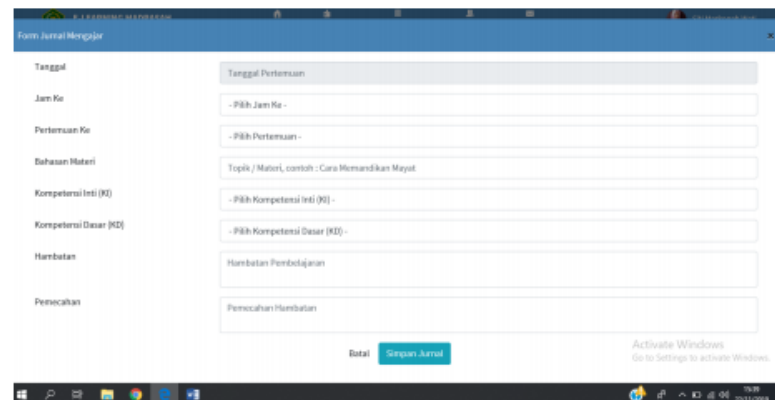 E-LEARNING MADRASAH
Form Jurnal Mengajar
Tanggal
Tanggal Pertemuan
Jam Ke
- Pilih Jam Ke -
Pertemuan Ke
- Pilih Pertemuan -
Bahasan Materi
Topik / Materi, contoh : Cara Memandikan Mayat
Kompetensi Inti (KI)
- Pilih Kompetensi Inti (KI) -
Kompetensi Dasar (KD)
- Pilih Kompetensi Dasar (KD) -
Hambatan
Hambatan Pembelajaran
Pemecahan
Pemecahan Hambatan
Batal Simpan Jurnal
Activate Windows
Go to Settings to activate Windows.